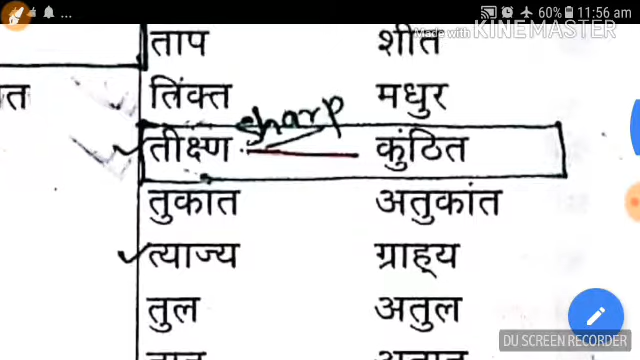 ... 60% 11:56 am
Made with KINEMASTER
ताप शीत
तिंक्त मधुर
त
sharp
तीक्ष्ण कुंठित
तुकांत अतुकांत
त्याज्य ग्राह्य
तुल अतुल
DU SCREEN RECORDER